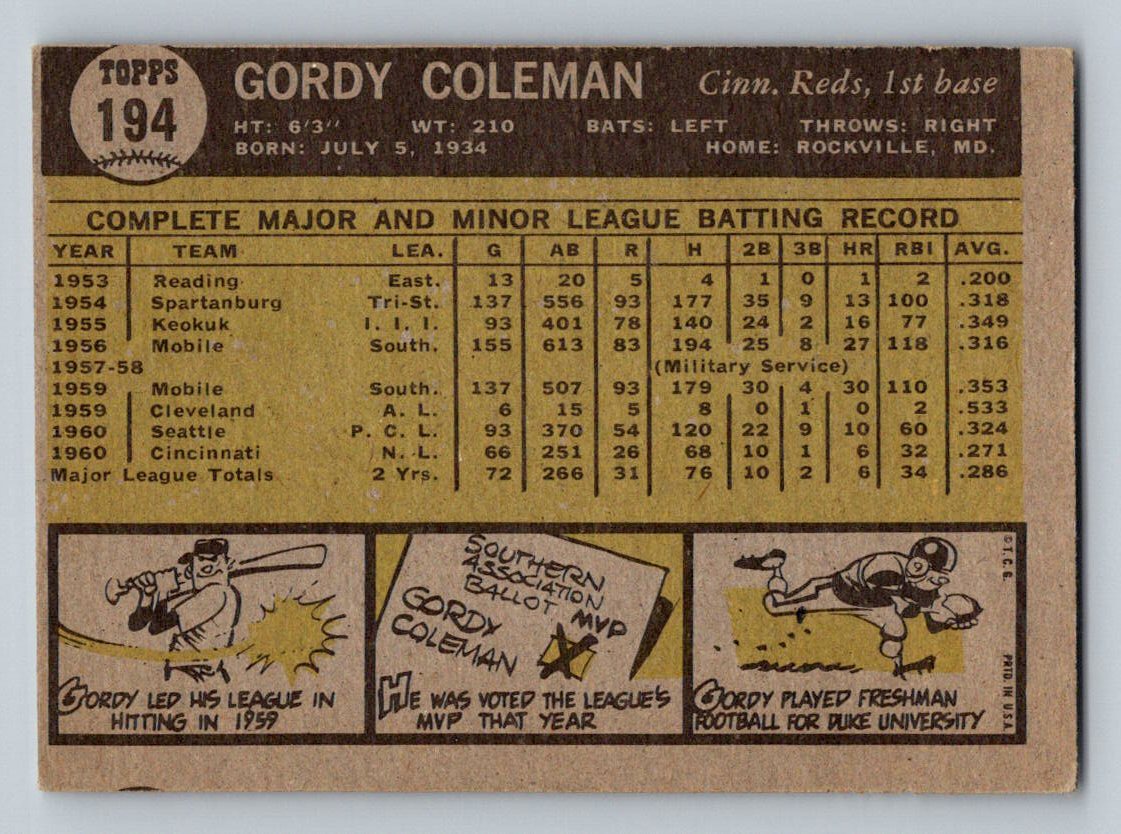 TOPPS
194
GORDY COLEMAN
Cinn. Reds, 1st base
HT: 6'3" WT: 210 BATS: LEFT THROWS: RIGHT
BORN: JULY 5, 1934 HOME: ROCKVILLE, MD.
COMPLETE MAJOR AND MINOR LEAGUE BATTING RECORD
YEAR TEAM LEA. G AB R H 2B 3B HR RBI AVG.
1953 Reading East. 13 20 5 4 1 0 1 2 .200
1954 Spartanburg Tri-St. 137 556 93 177 35 9 13 100 .318
1955 Keokuk I. I. I. 93 401 78 140 24 2 16 77 .349
1956 Mobile South. 155 613 83 194 25 8 27 118 .316
1957-58 (Military Service)
1959 Mobile South. 137 507 93 179 30 4 30 110 .353
1959 Cleveland A. L. 6 15 5 8 0 1 0 2 .533
1960 Seattle P. C. L. 93 370 54 120 22 9 10 60 .324
1960 Cincinnati N. L. 66 251 26 68 10 1 6 32 .271
Major League Totals 2 Yrs. 72 266 31 76 10 2 6 34 .286
GORDY LED HIS LEAGUE IN
HITTING IN 1959
SOUTHERN
ASSOCIATION
BALLOT
MVP
GORDY
COLEMAN
X
HE WAS VOTED THE LEAGUE'S
MVP THAT YEAR
GORDY PLAYED FRESHMAN
FOOTBALL FOR DUKE UNIVERSITY
© T. C. G.
PRTD. IN U.S.A.